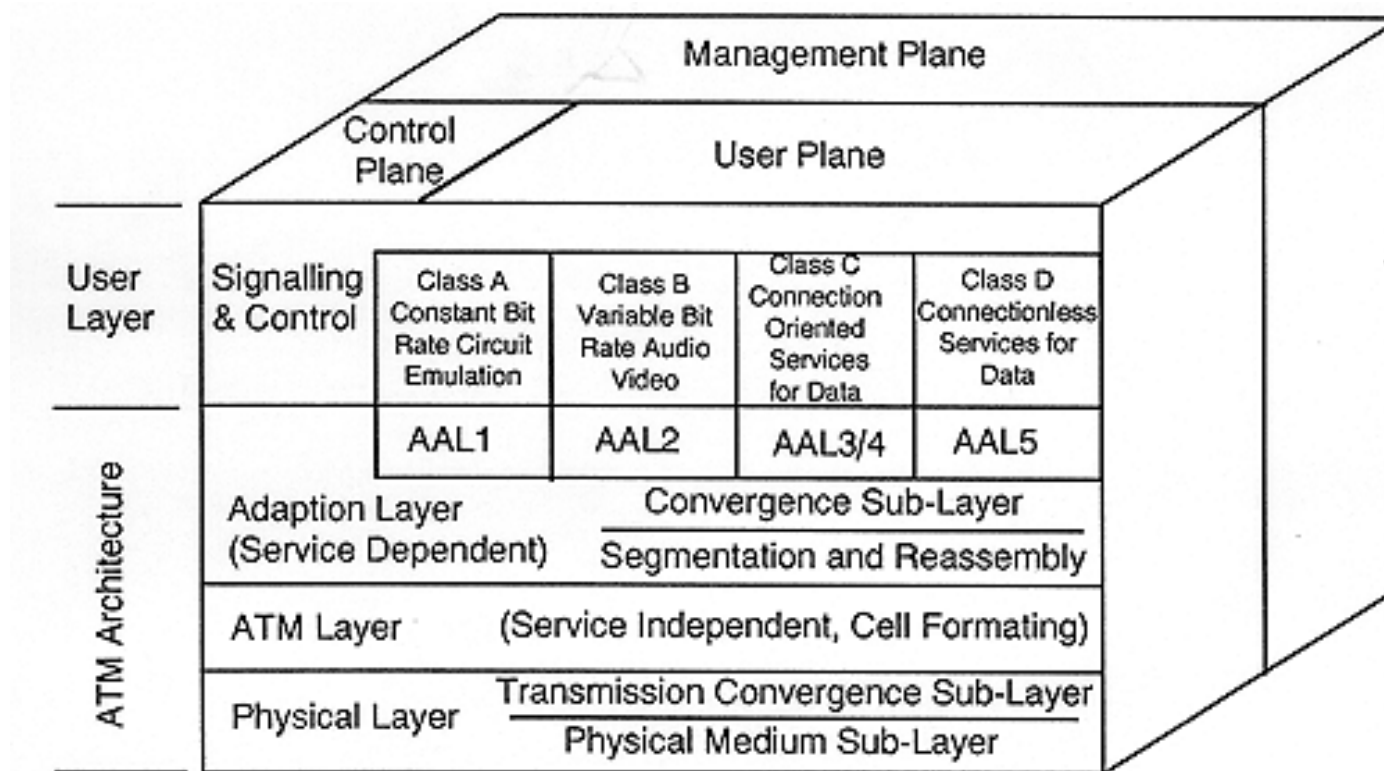 Management Plane
Control
Plane
User Plane
User
Layer
Signalling
& Control
Class A
Constant Bit
Rate Circuit
Emulation
Class B
Variable Bit
Rate Audio
Video
Class C
Connection
Oriented
Services
for Data
Class D
Connectionless
Services for
Data
ATM Architecture
AAL1
AAL2
AAL3/4
AAL5
Adaption Layer
(Service Dependent)
Convergence Sub-Layer
Segmentation and Reassembly
ATM Layer
(Service Independent, Cell Formating)
Physical Layer
Transmission Convergence Sub-Layer
Physical Medium Sub-Layer